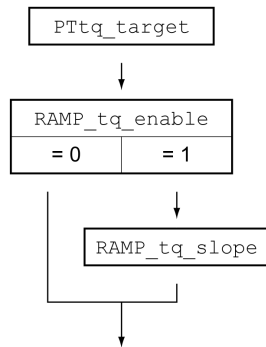 PTtq_target
RAMP_tq_enable
= 0 = 1
RAMP_tq_slope